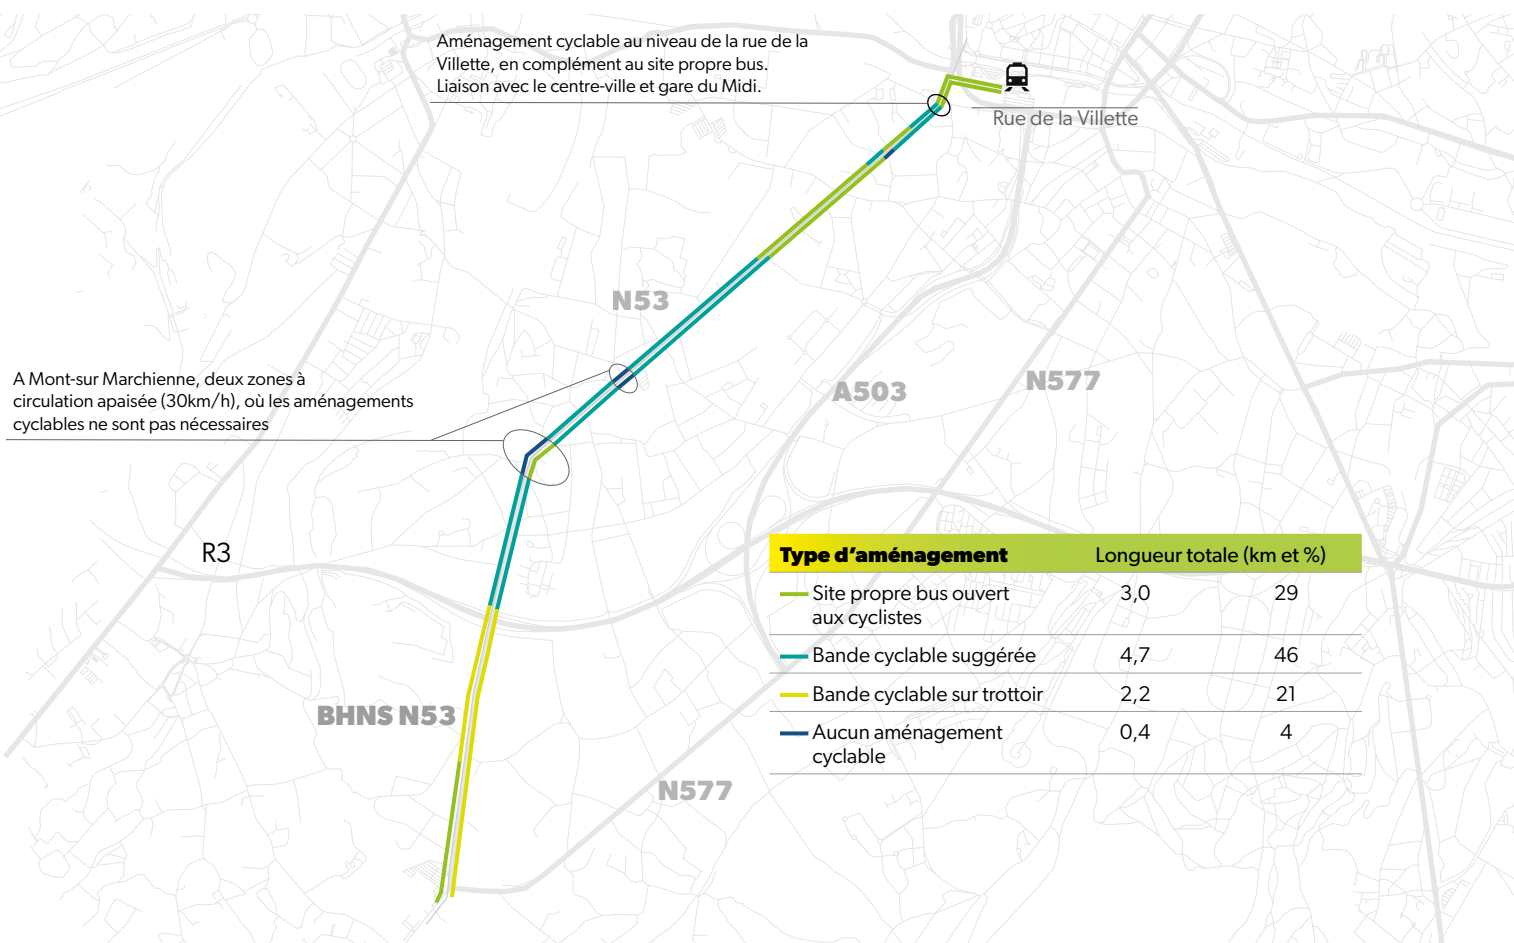 Aménagement cyclable au niveau de la rue de la
Villette, en complément au site propre bus.
Liaison avec le centre-ville et gare du Midi.
Rue de la Villette
N53
A Mont-sur Marchienne, deux zones à
circulation apaisée (30km/h), où les aménagements
cyclables ne sont pas nécessaires
A503
N577
R3
BHNS N53
N577
Type d'aménagement Longueur totale (km et %)
Site propre bus ouvert 3,0 29
aux cyclistes
Bande cyclable suggérée 4,7 46
Bande cyclable sur trottoir 2,2 21
Aucun aménagement 0,4 4
cyclable